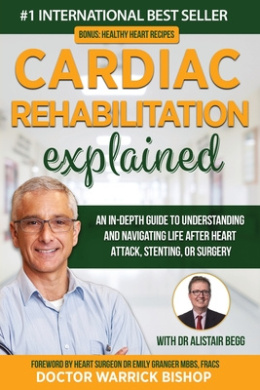 #1 INTERNATIONAL BEST SELLER
BONUS: HEALTHY HEART RECIPES
CARDIAC
REHABILITATION
explained
AN IN-DEPTH GUIDE TO UNDERSTANDING
AND NAVIGATING LIFE AFTER HEART
ATTACK, STENTING, OR SURGERY
WITH DR ALISTAIR BEGG
FOREWORD BY HEART SURGEON DR EMILY GRANGER MBBS, FRACS
DOCTOR WARRICK BISHOP